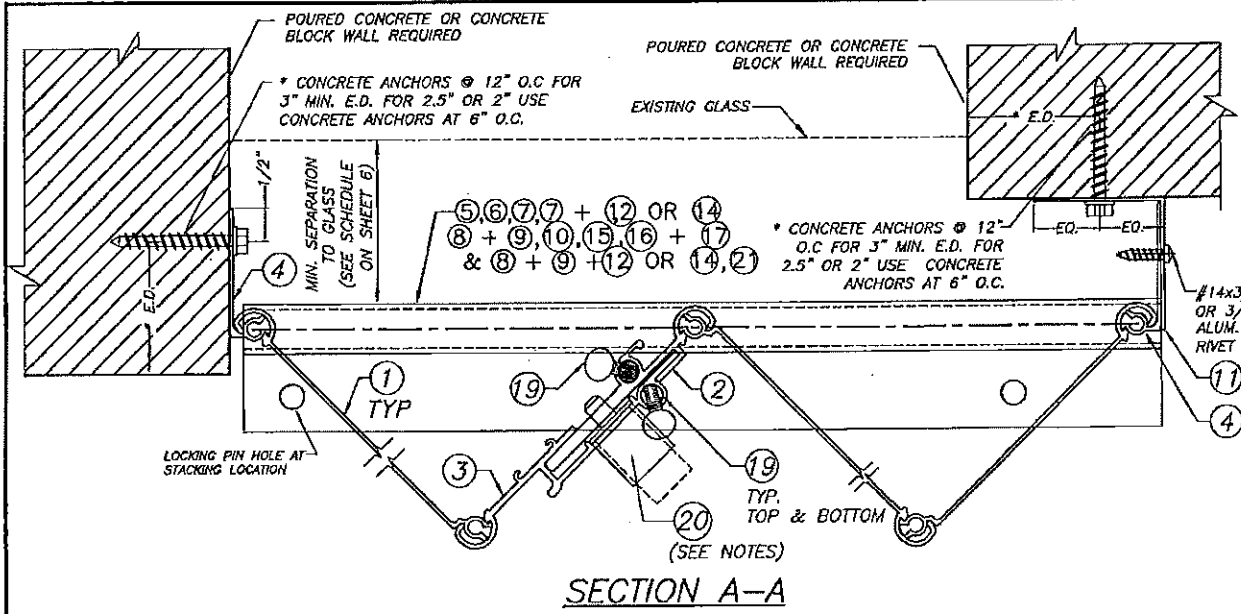 POURED CONCRETE OR CONCRETE
BLOCK WALL REQUIRED
* CONCRETE ANCHORS @ 12" O.C FOR
3" MIN. E.D. FOR 2.5" OR 2" USE
CONCRETE ANCHORS AT 6" O.C.
POURED CONCRETE OR CONCRETE
BLOCK WALL REQUIRED
EXISTING GLASS
* E.D.
1/2"
E.D.
MIN. SEPARATION
TO GLASS
(SEE SCHEDULE
ON SHEET 6)
5,6,7,7 + 12 OR 14
8 + 9,10,15,16 + 17
& 8 + 9 + 12 OR 14,21
* CONCRETE ANCHORS @ 12"
O.C FOR 3" MIN. E.D. FOR
2.5" OR 2" USE CONCRETE
ANCHORS AT 6" O.C.
EQ. EQ.
#14x3/
OR 3/
ALUM.
RIVET
4
1
TYP
19
2
11
4
LOCKING PIN HOLE AT
STACKING LOCATION
3
19
TYP.
TOP & BOTTOM
20
(SEE NOTES)
SECTION A-A